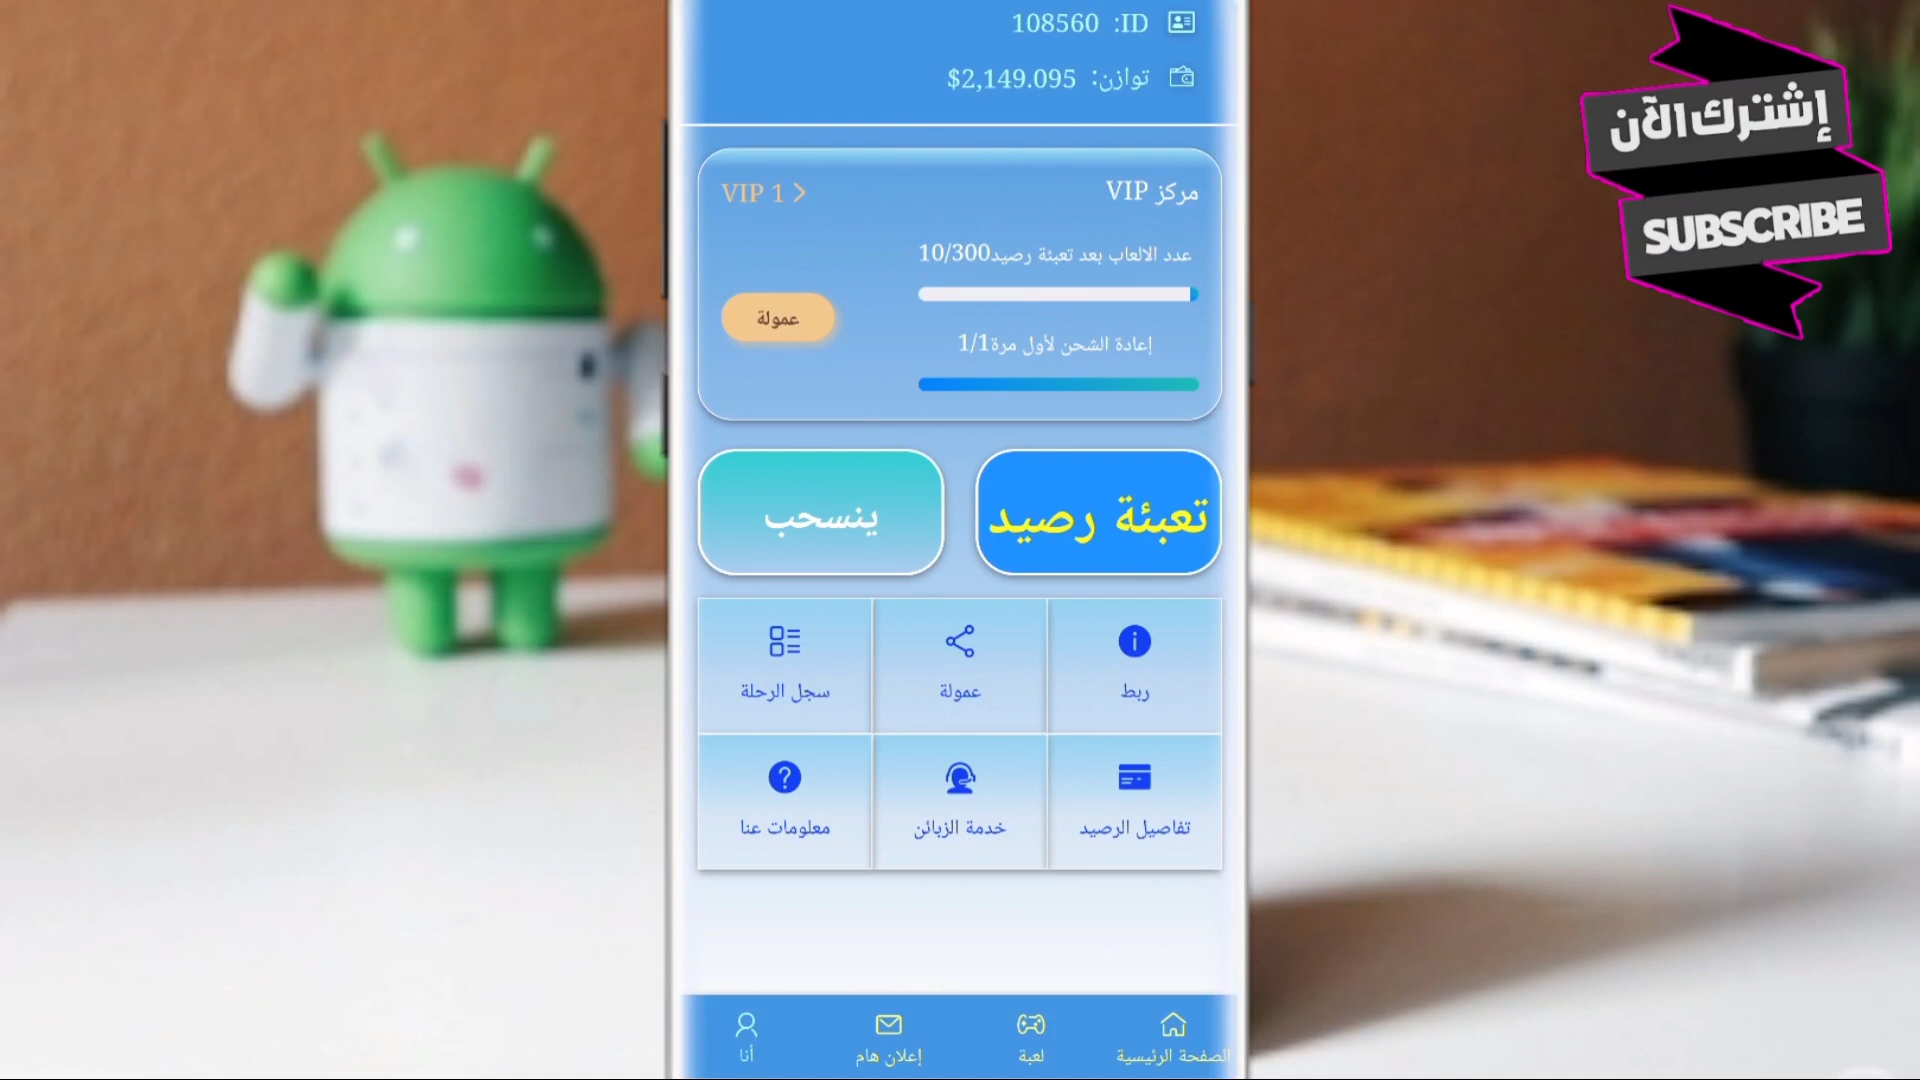 ID: 108560
توازن: $2,149.095
مركز VIP
VIP 1 >
عدد الالعاب بعد تعبئة رصيد10/300
عمولة
إعادة الشحن لأول مرة1/1
تعبئة رصيد
ينسحب
ربط
عمولة
سجل الرحلة
تفاصيل الرصيد
خدمة الزبائن
معلومات عنا
الصفحة الرئيسية
لعبة
إعلان هام
أنا
إشترك الآن
SUBSCRIBE